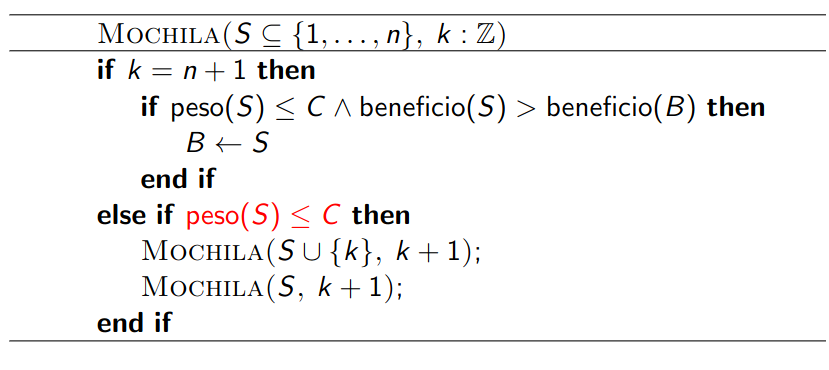 MOCHILA(S ⊆ {1, . . . , n}, k : ℤ)
if k = n + 1 then
if peso(S) ≤ C ∧ beneficio(S) > beneficio(B) then
B ← S
end if
else if peso(S) ≤ C then
MOCHILA(S ∪ {k}, k + 1);
MOCHILA(S, k + 1);
end if